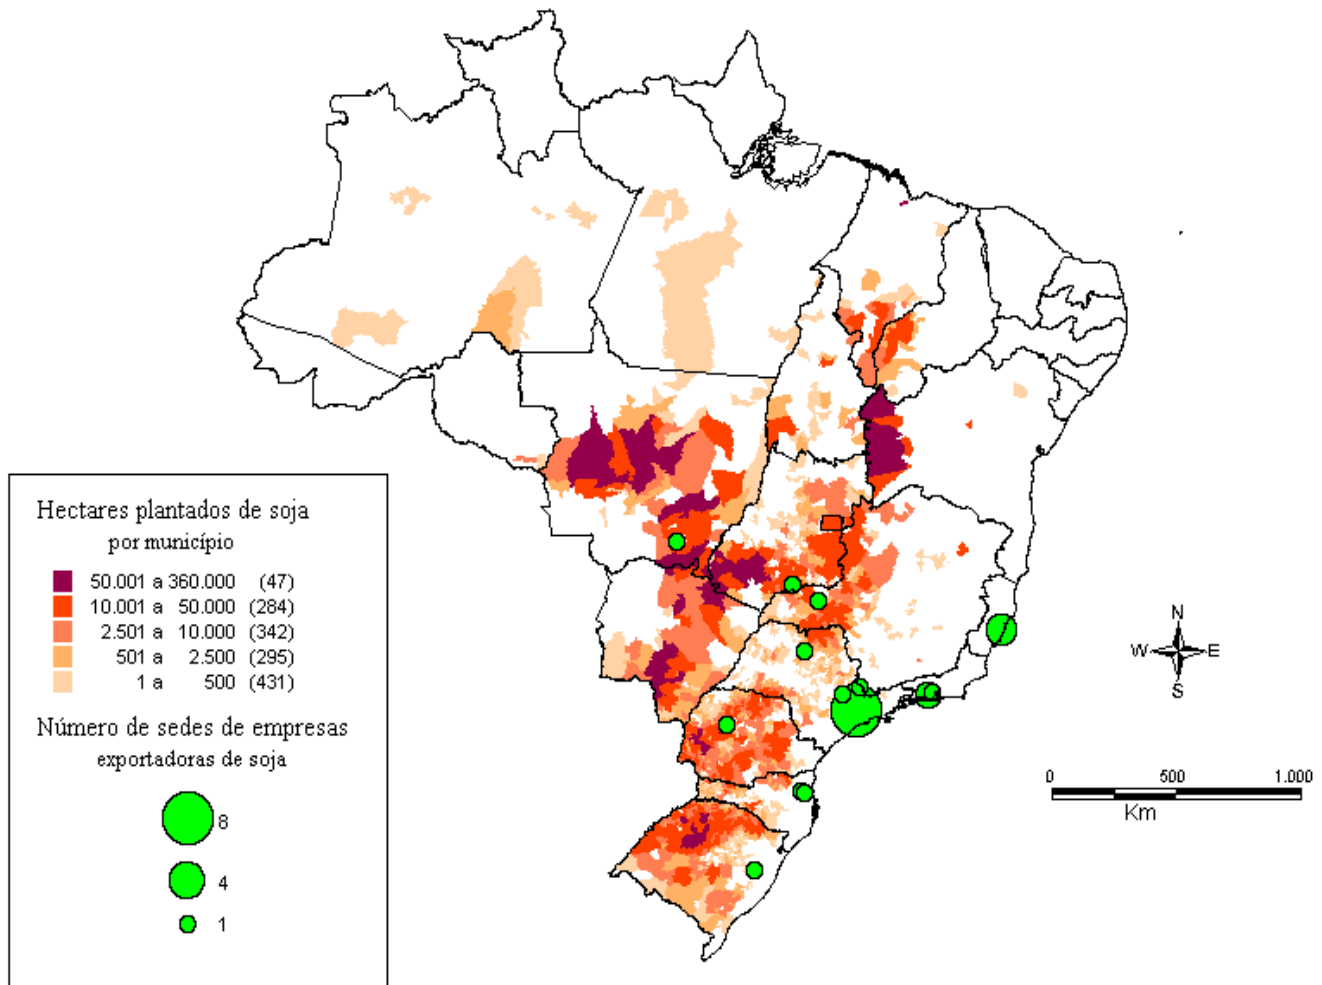 Hectares plantados de soja
por município
50.001 a 360.000 (47)
10.001 a 50.000 (284)
2.501 a 10.000 (342)
501 a 2.500 (295)
1 a 500 (431)
Número de sedes de empresas
exportadoras de soja
8
4
1
N
W E
S
0 500 1.000
Km